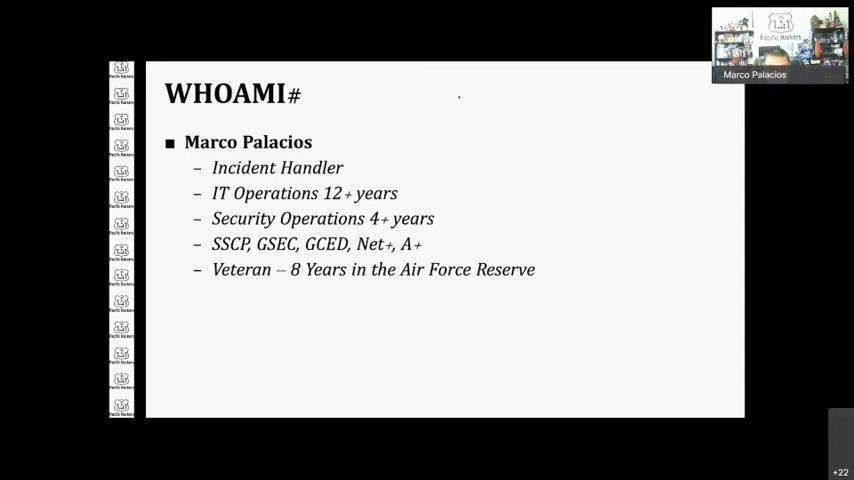 Pacific Hackers
Marco Palacios
WHOAMI#
■ Marco Palacios
– Incident Handler
– IT Operations 12+ years
– Security Operations 4+ years
– SSCP, GSEC, GCED, Net+, A+
– Veteran – 8 Years in the Air Force Reserve
+22